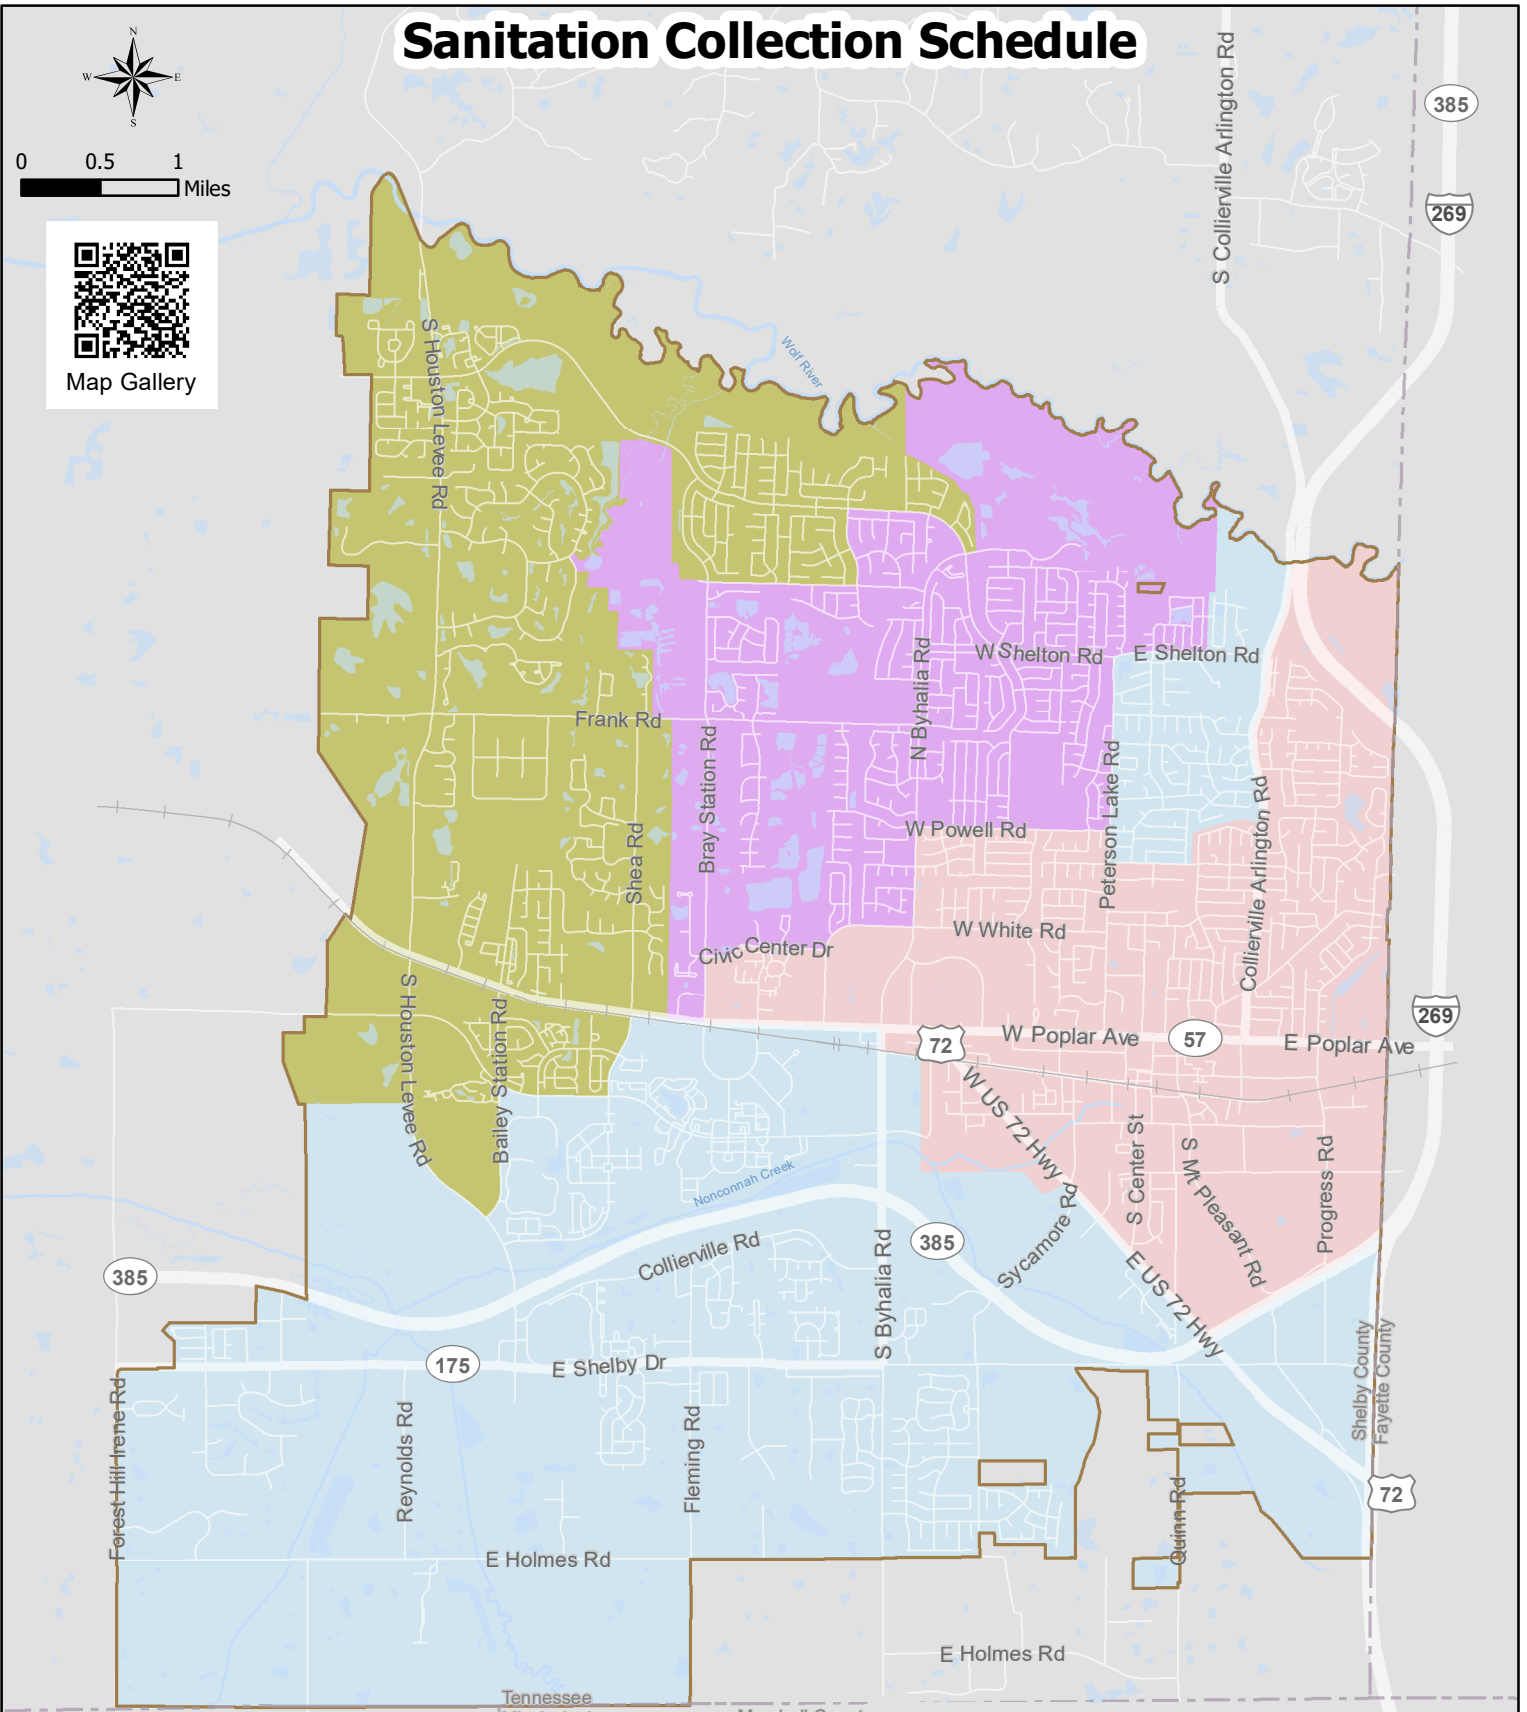 Sanitation Collection Schedule
N
W E
S
0 0.5 1
Miles
Map Gallery
S Collierville Arlington Rd
385
269
S Houston Levee Rd
Wolf River
W Shelton Rd
E Shelton Rd
N Byhalia Rd
Frank Rd
Bray Station Rd
Peterson Lake Rd
Collierville Arlington Rd
Shea Rd
W Powell Rd
W White Rd
Civic Center Dr
S Houston Levee Rd
Bailey Station Rd
72
W Poplar Ave
57
E Poplar Ave
269
W US 72 Hwy
S Center St
S Mt Pleasant Rd
Progress Rd
Nonconnah Creek
Sycamore Rd
385
Collierville Rd
S Byhalia Rd
385
E US 72 Hwy
175
E Shelby Dr
Shelby County
Fayette County
Forest Hill Irene Rd
Reynolds Rd
Fleming Rd
72
Quinn Rd
E Holmes Rd
E Holmes Rd
Tennessee